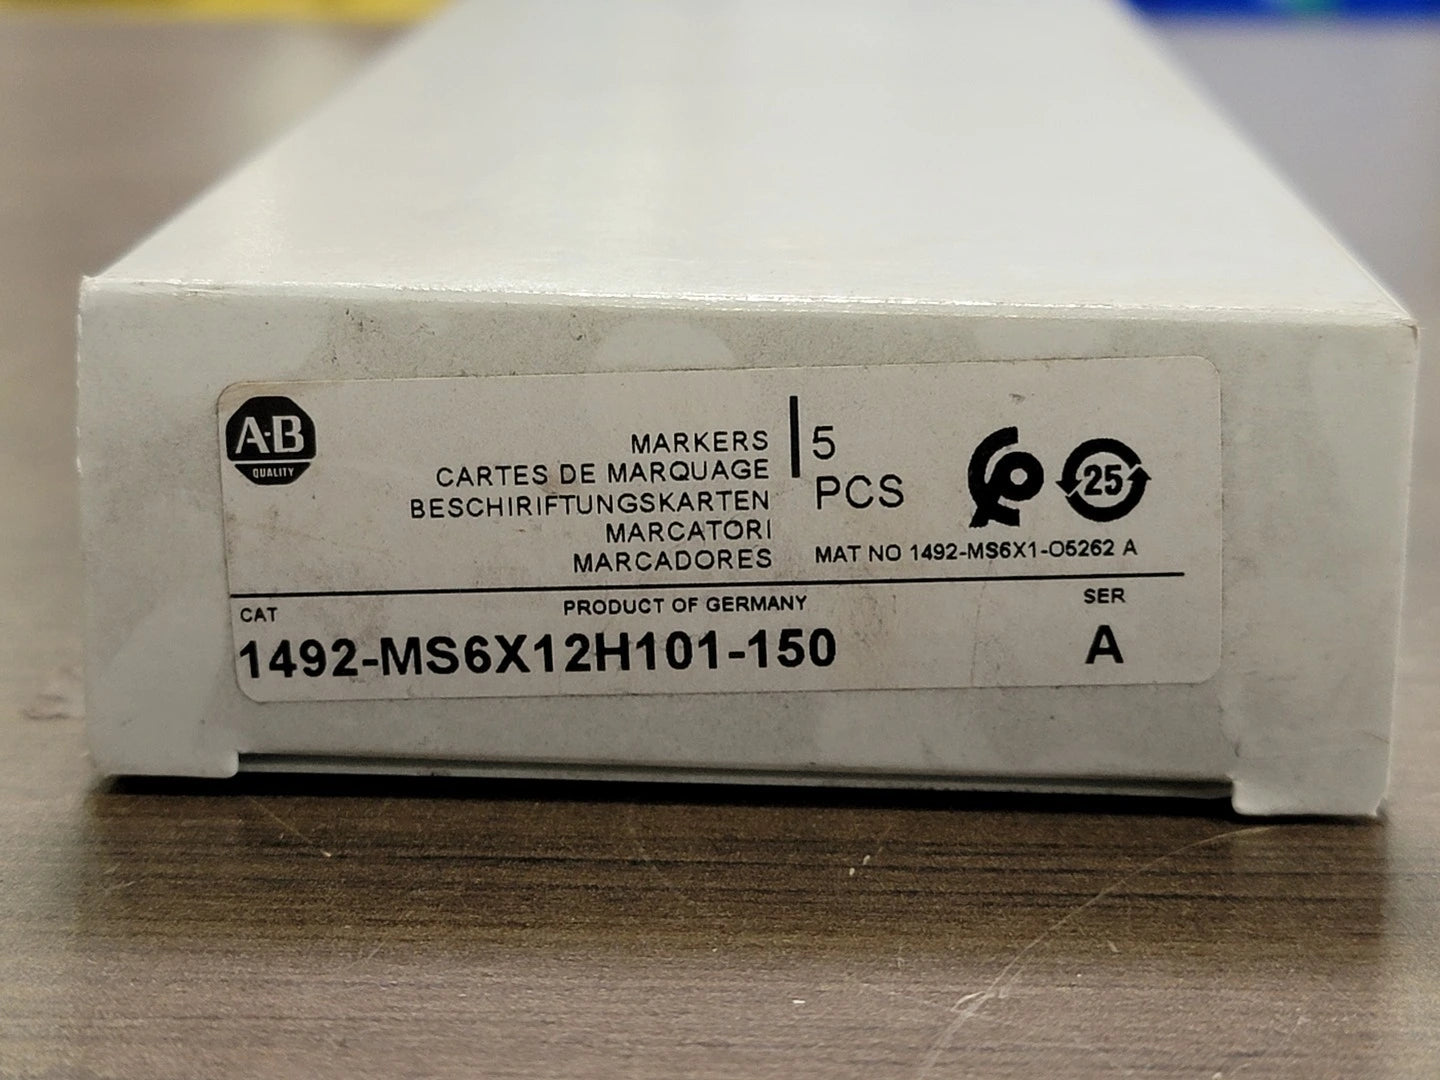 A-B
QUALITY
MARKERS
CARTES DE MARQUAGE
BESCHIRIFTUNGSKARTEN
MARCATORI
MARCADORES
5
PCS
25
MAT NO 1492-MS6X1-O5262 A
CAT
PRODUCT OF GERMANY
SER
1492-MS6X12H101-150
A